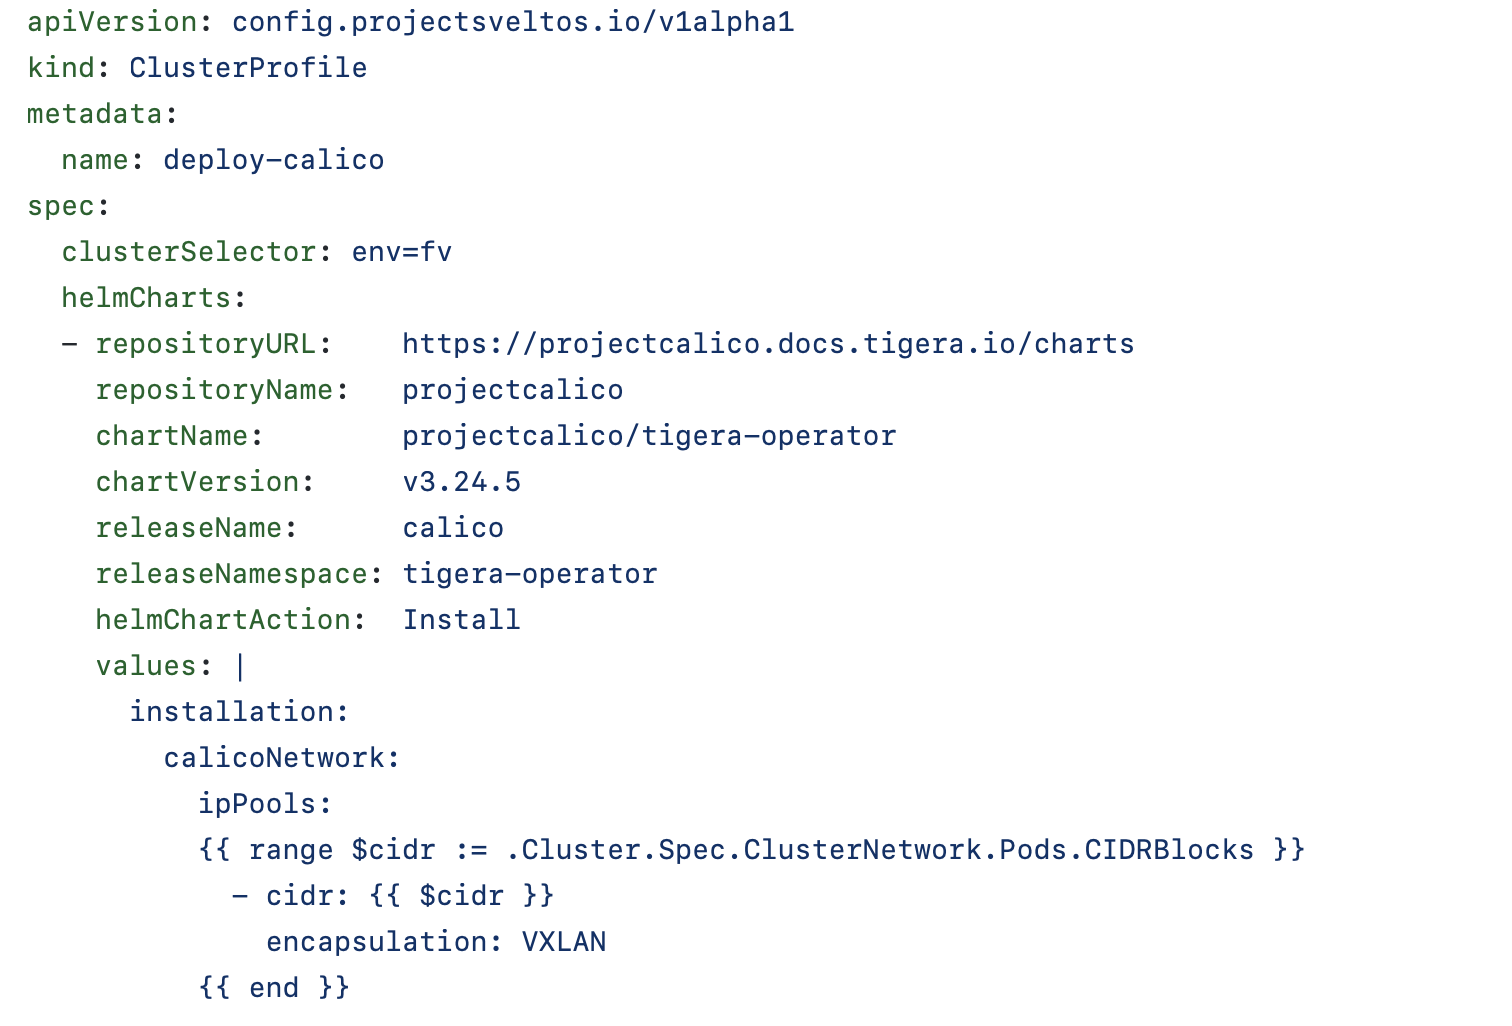 apiVersion: config.projectsveltos.io/v1alpha1
kind: ClusterProfile
metadata:
  name: deploy-calico
spec:
  clusterSelector: env=fv
  helmCharts:
  - repositoryURL:    https://projectcalico.docs.tigera.io/charts
    repositoryName:   projectcalico
    chartName:        projectcalico/tigera-operator
    chartVersion:     v3.24.5
    releaseName:      calico
    releaseNamespace: tigera-operator
    helmChartAction:  Install
    values: |
      installation:
        calicoNetwork:
          ipPools:
          {{ range $cidr := .Cluster.Spec.ClusterNetwork.Pods.CIDRBlocks }}
            - cidr: {{ $cidr }}
              encapsulation: VXLAN
          {{ end }}